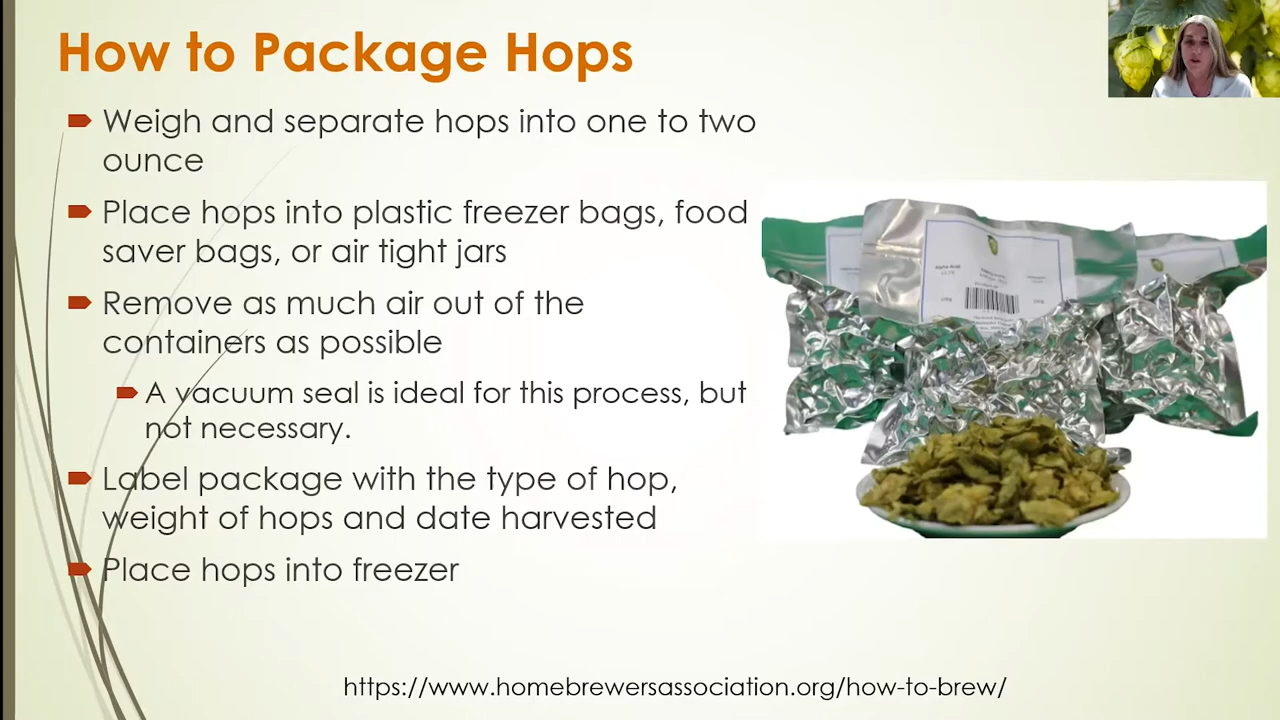 How to Package Hops
Weigh and separate hops into one to two
ounce
Place hops into plastic freezer bags, food
saver bags, or air tight jars
Remove as much air out of the
containers as possible
A vacuum seal is ideal for this process, but
not necessary.
Label package with the type of hop,
weight of hops and date harvested
Place hops into freezer
https://www.homebrewersassociation.org/how-to-brew/